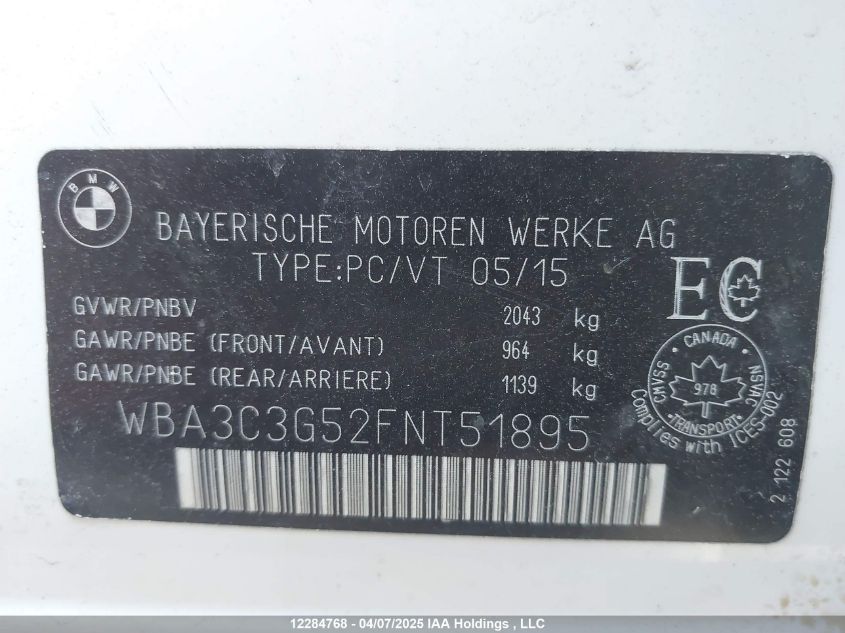 BMW
BAYERISCHE MOTOREN WERKE AG
TYPE:PC/VT 05/15
EC
GVWR/PNBV 2043 kg
GAWR/PNBE (FRONT/AVANT) 964 kg
GAWR/PNBE (REAR/ARRIERE) 1139 kg
WBA3C3G52FNT51895
CANADA
CMVSS 978 NSVAC
TRANSPORT
Complies with ICES-002
2 122 608
12284768 - 04/07/2025 IAA Holdings , LLC